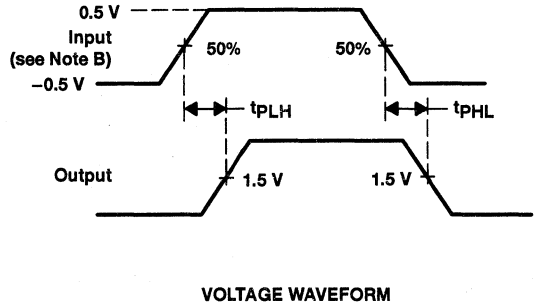 0.5 V
Input
(see Note B)
−0.5 V
50%
50%
tPLH
tPHL
Output
1.5 V
1.5 V
VOLTAGE WAVEFORM